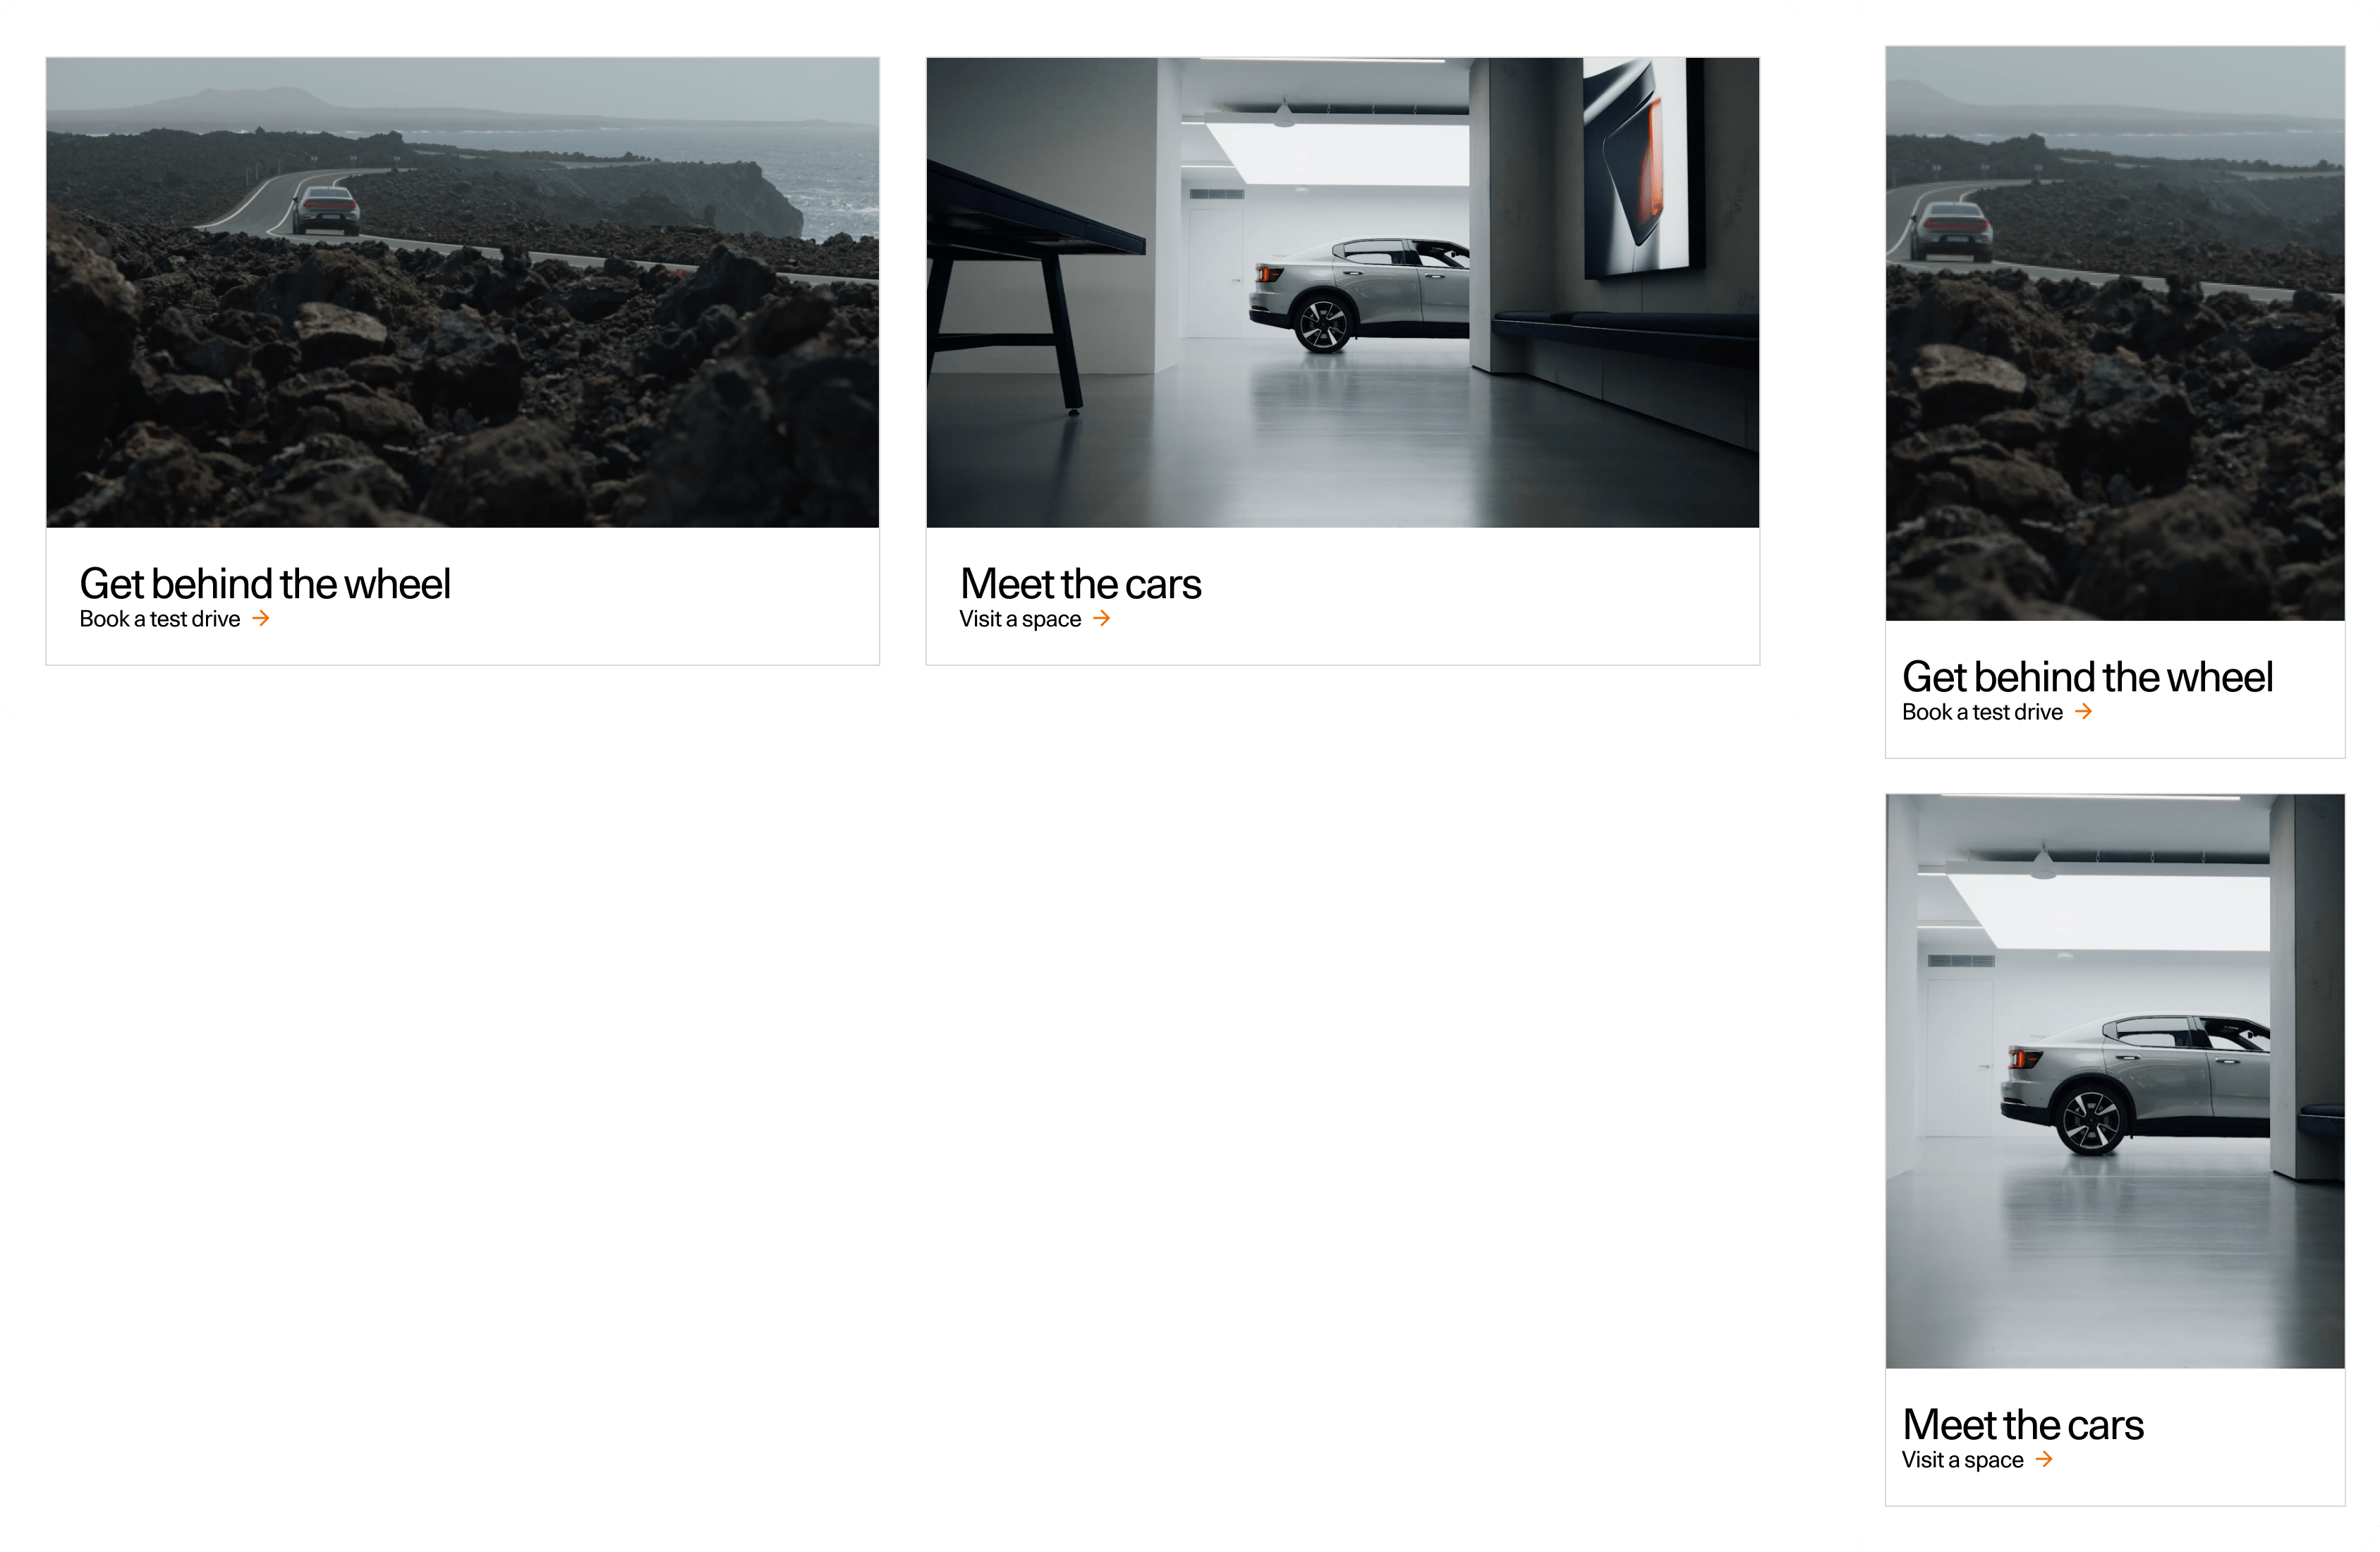 Get behind the wheel
Book a test drive →
Meet the cars
Visit a space →
Get behind the wheel
Book a test drive →
Meet the cars
Visit a space →